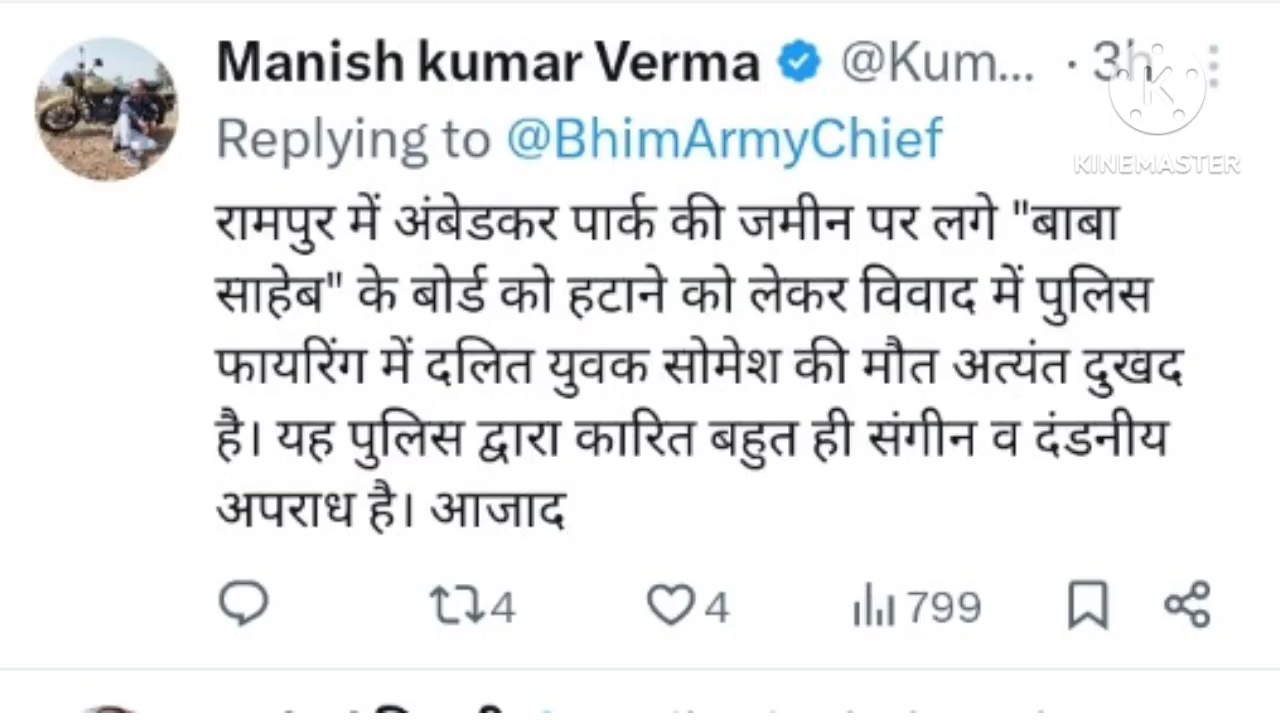 Manish kumar Verma @Kum... · 3h
Replying to @BhimArmyChief
KINEMASTER
रामपुर में अंबेडकर पार्क की जमीन पर लगे "बाबा
साहेब" के बोर्ड को हटाने को लेकर विवाद में पुलिस
फायरिंग में दलित युवक सोमेश की मौत अत्यंत दुखद
है। यह पुलिस द्वारा कारित बहुत ही संगीन व दंडनीय
अपराध है। आजाद
4 4 799